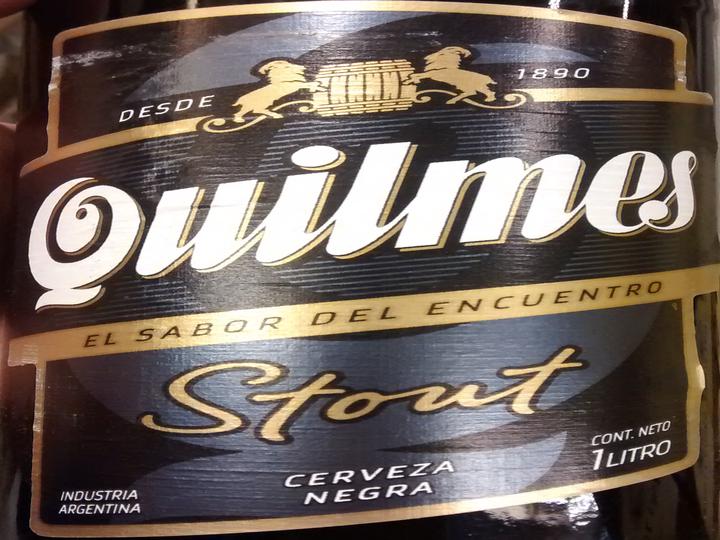 DESDE 1890
Quilmes
EL SABOR DEL ENCUENTRO
Stout
CERVEZA
NEGRA
INDUSTRIA
ARGENTINA
CONT. NETO
1 LITRO